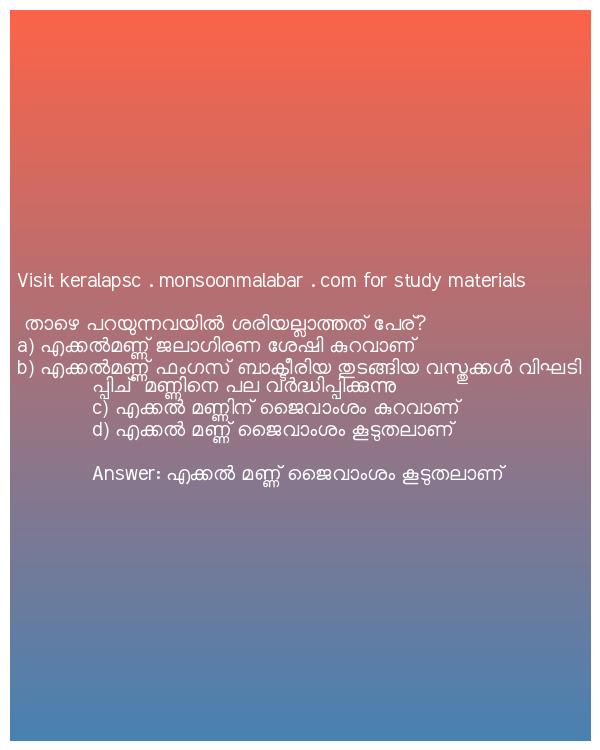 Visit keralapsc . monsoonmalabar . com for study materials
താഴെ പറയുന്നവയിൽ ശരിയല്ലാത്തത് പേര്?
a) എക്കൽമണ്ണ് ജലാഗിരണ ശേഷി കുറവാണ്
b) എക്കൽമണ്ണ് ഫംഗസ് ബാക്ടീരിയ തുടങ്ങിയ വസ്തുക്കൾ വിഘടി
പ്പിച് മണ്ണിനെ പല വർദ്ധിപ്പിക്കുന്നു
c) എക്കൽ മണ്ണിന് ജൈവാംശം കുറവാണ്
d) എക്കൽ മണ്ണ് ജൈവാംശം കൂടുതലാണ്
Answer: എക്കൽ മണ്ണ് ജൈവാംശം കൂടുതലാണ്